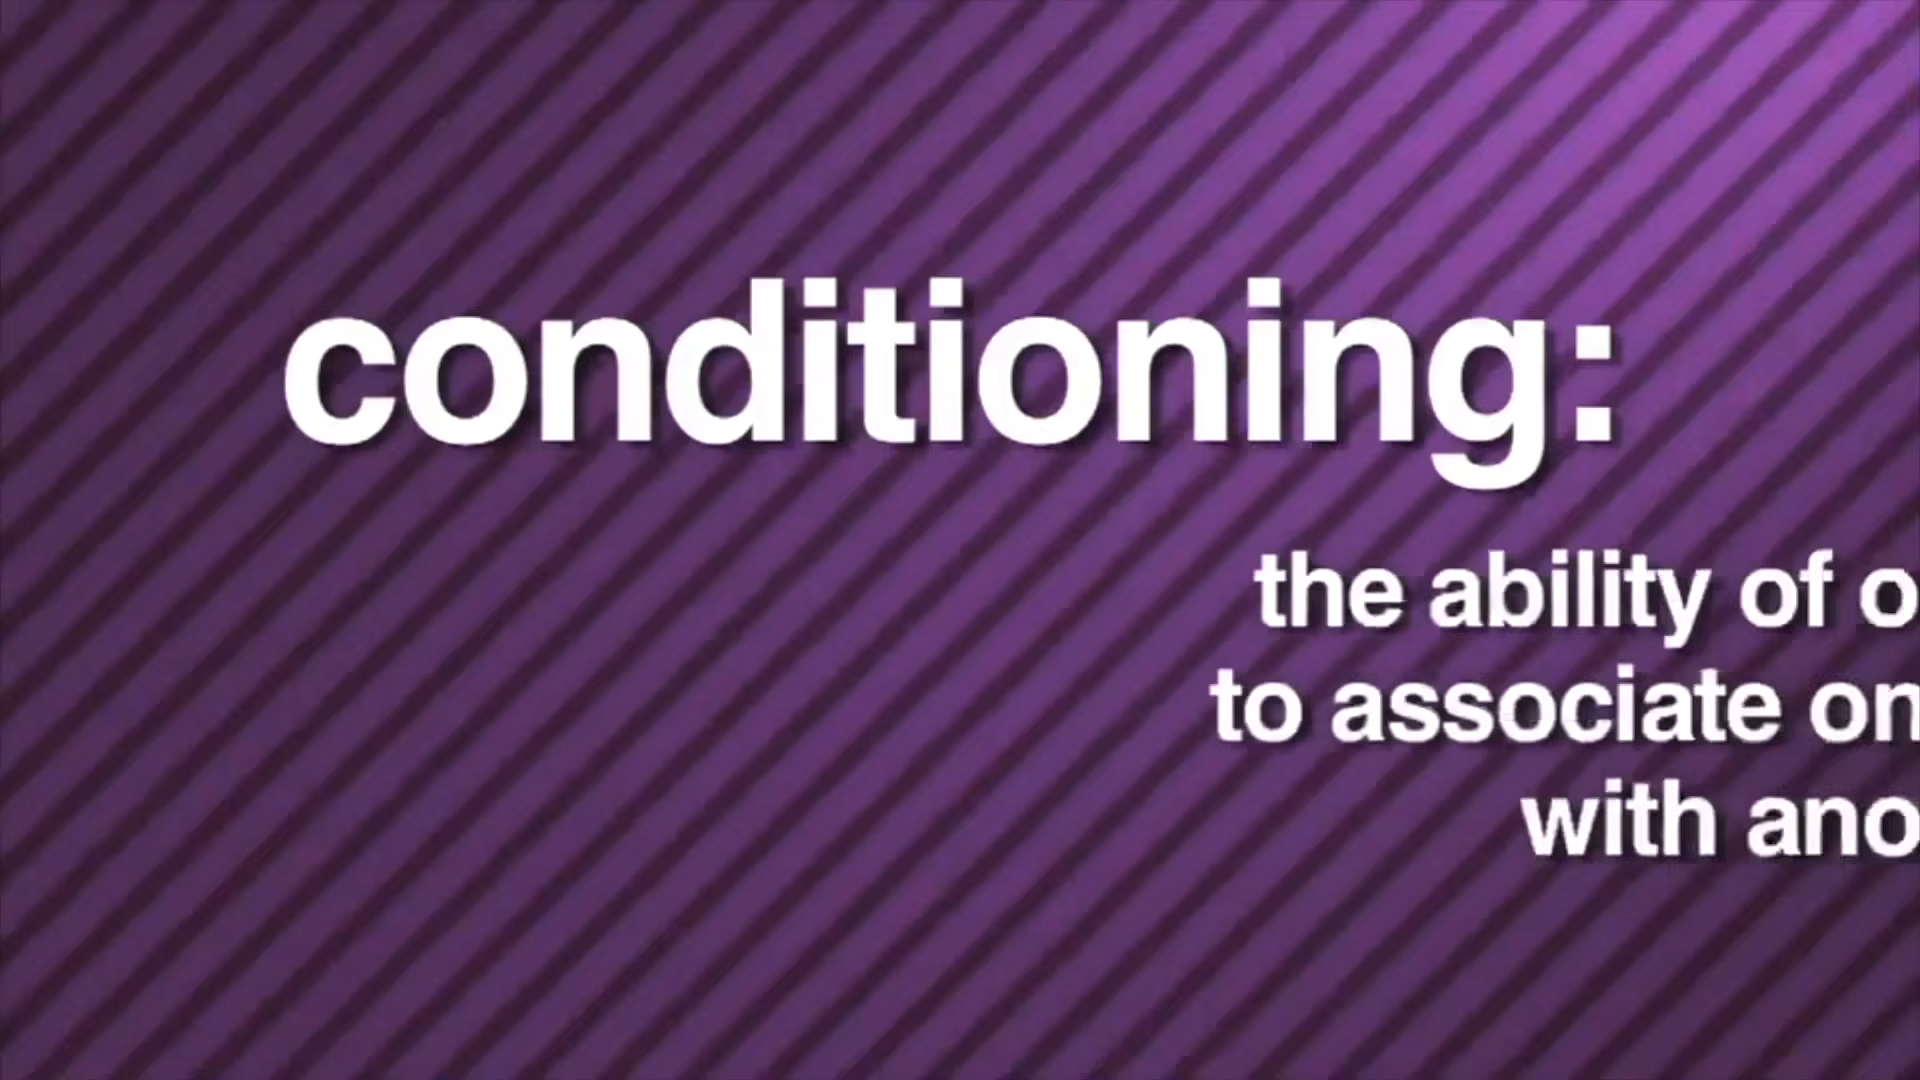 conditioning:
the ability of o
to associate on
with ano